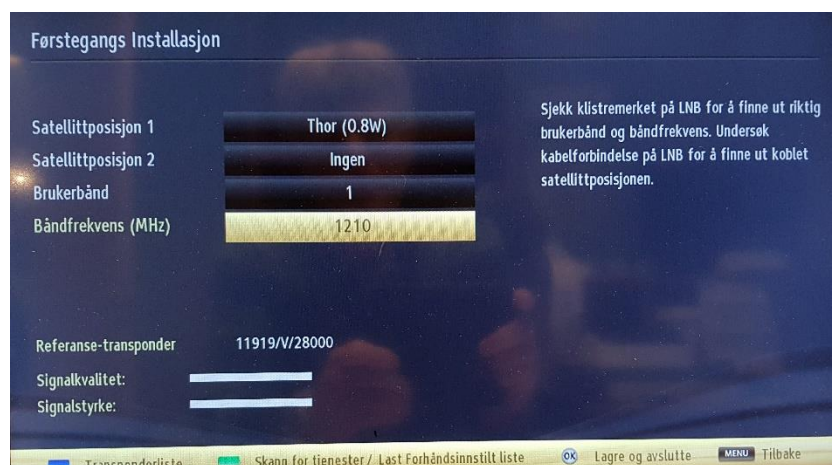 Førstegangs Installasjon
Satellittposisjon 1 Thor (0.8W)
Satellittposisjon 2 Ingen
Brukerbånd 1
Båndfrekvens (MHz) 1210
Sjekk klistremerket på LNB for å finne ut riktig
brukerbånd og båndfrekvens. Undersøk
kabelforbindelse på LNB for å finne ut koblet
satellittposisjonen.
Referanse-transponder 11919/V/28000
Signalkvalitet:
Signalstyrke:
Transponderliste Skann for tjenester/ Last Forhåndsinnstilt liste OK Lagre og avslutte MENU Tilbake